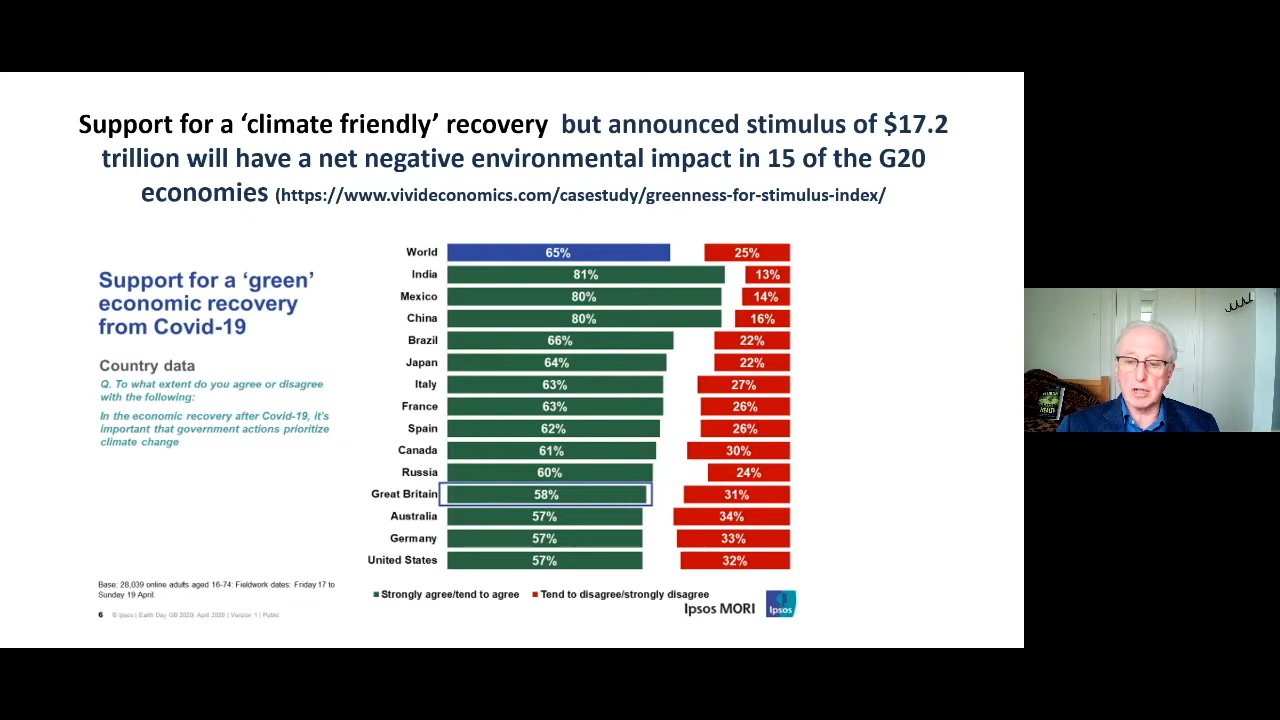 Support for a ‘climate friendly’ recovery but announced stimulus of $17.2
trillion will have a net negative environmental impact in 15 of the G20
economies (https://www.vivideconomics.com/casestudy/greenness-for-stimulus-index/
Support for a ‘green’
economic recovery
from Covid-19
Country data
Q. To what extent do you agree or disagree
with the following:
In the economic recovery after Covid-19, it's
important that government actions prioritize
climate change
World 65% 25%
India 81% 13%
Mexico 80% 14%
China 80% 16%
Brazil 66% 22%
Japan 64% 22%
Italy 63% 27%
France 63% 26%
Spain 62% 26%
Canada 61% 30%
Russia 60% 24%
Great Britain 58% 31%
Australia 57% 34%
Germany 57% 33%
United States 57% 32%
Strongly agree/tend to agree Tend to disagree/strongly disagree
Base: 28,039 online adults aged 16-74: Fieldwork dates: Friday 17 to
Sunday 19 April.
6 © Ipsos | Earth Day GB 2020| April 2020 | Version 1 | Public
Ipsos MORI
Ipsos